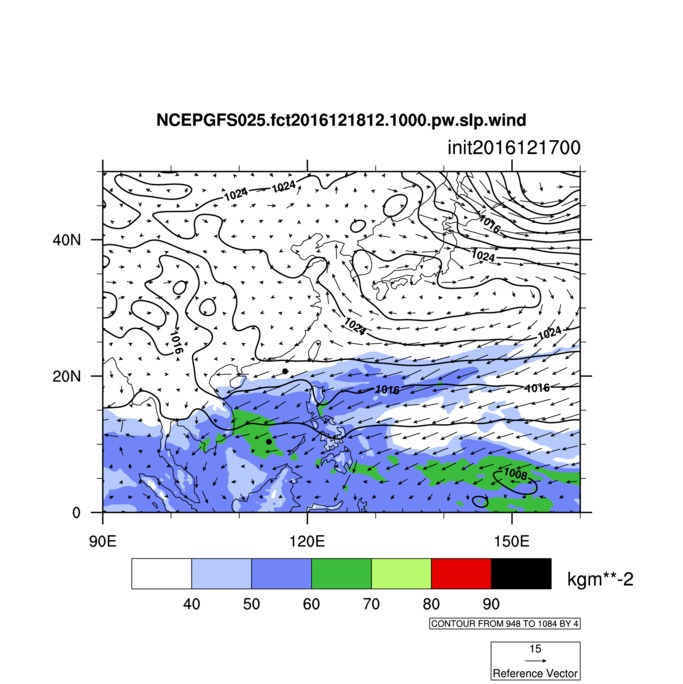 NCEPGFS025.fct2016121812.1000.pw.slp.wind
init2016121700
1024
1024
1016
40N
1024
1024
1016
1024
20N
1016
1016
1008
0
90E 120E 150E
kgm**-2
40 50 60 70 80 90
CONTOUR FROM 948 TO 1084 BY 4
15
Reference Vector